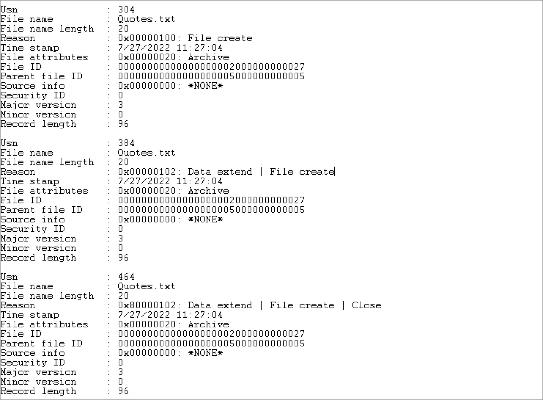 Usn : 304
File name : Quotes.txt
File name length : 20
Reason : 0x00000100: File create
Time stamp : 7/27/2022 11:27:04
File attributes : 0x00000020: Archive
File ID : 00000000000000000002000000000027
Parent file ID : 00000000000000000005000000000005
Source info : 0x00000000: *NONE*
Security ID : 0
Major version : 3
Minor version : 0
Record length : 96
Usn : 384
File name : Quotes.txt
File name length : 20
Reason : 0x00000102: Data extend | File create
Time stamp : 7/27/2022 11:27:04
File attributes : 0x00000020: Archive
File ID : 00000000000000000002000000000027
Parent file ID : 00000000000000000005000000000005
Source info : 0x00000000: *NONE*
Security ID : 0
Major version : 3
Minor version : 0
Record length : 96
Usn : 464
File name : Quotes.txt
File name length : 20
Reason : 0x80000102: Data extend | File create | Close
Time stamp : 7/27/2022 11:27:04
File attributes : 0x00000020: Archive
File ID : 00000000000000000002000000000027
Parent file ID : 00000000000000000005000000000005
Source info : 0x00000000: *NONE*
Security ID : 0
Major version : 3
Minor version : 0
Record length : 96